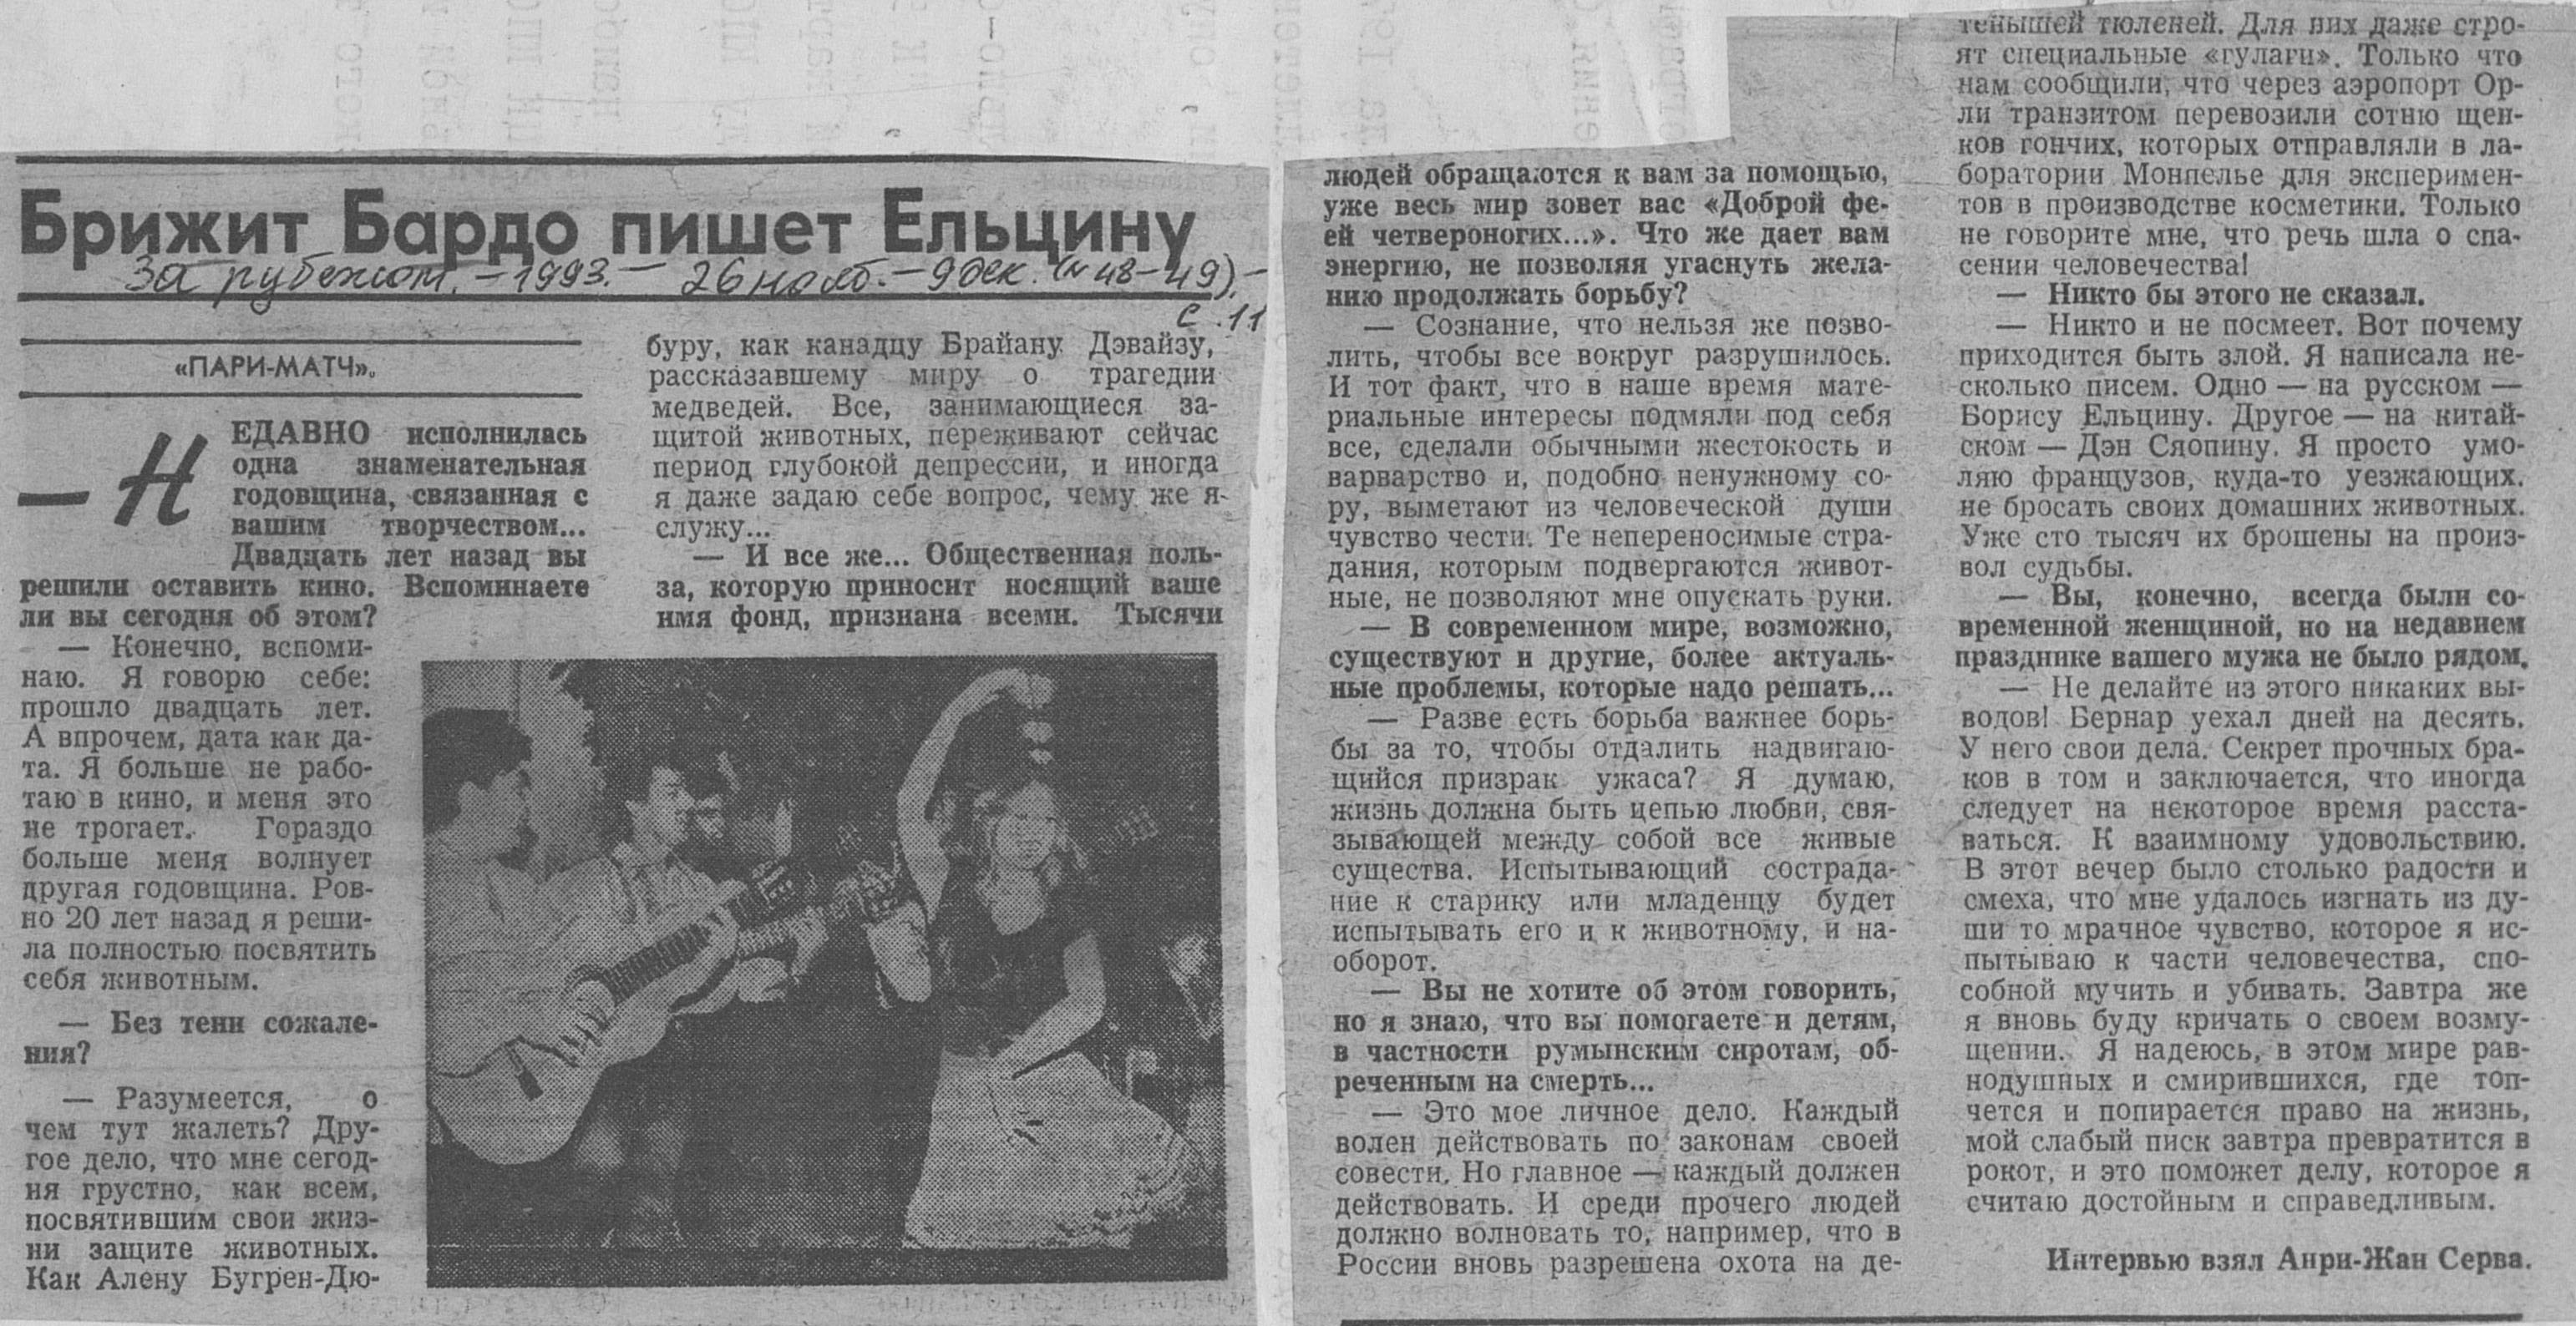 Брижит Бардо пишет Ельцину
За рубежом. – 1993. – 26 нояб. – 9 дек. (№ 48–49). –
с. 11
«ПАРИ-МАТЧ».
— НЕДАВНО исполнилась
одна знаменательная
годовщина, связанная с
вашим творчеством...
Двадцать лет назад вы
решили оставить кино. Вспоминаете
ли вы сегодня об этом?
— Конечно, вспоми-
наю. Я говорю себе:
прошло двадцать лет.
А впрочем, дата как да-
та. Я больше не рабо-
таю в кино, и меня это
не трогает. Гораздо
больше меня волнует
другая годовщина. Ров-
но 20 лет назад я реши-
ла полностью посвятить
себя животным.
— Без тени сожале-
ния?
— Разумеется, о
чем тут жалеть? Дру-
гое дело, что мне сегод-
ня грустно, как всем,
посвятившим свои жиз-
ни защите животных.
Как Алену Бугрен-Дю-
буру, как канадцу Брайану Дэвайзу,
рассказавшему миру о трагедии
медведей. Все, занимающиеся за-
щитой животных, переживают сейчас
период глубокой депрессии, и иногда
я даже задаю себе вопрос, чему же я
служу...
— И все же... Общественная поль-
за, которую приносит носящий ваше
имя фонд, признана всеми. Тысячи
людей обращаются к вам за помощью,
уже весь мир зовет вас «Доброй фе-
ей четвероногих...». Что же дает вам
энергию, не позволяя угаснуть жела-
нию продолжать борьбу?
— Сознание, что нельзя же позво-
лить, чтобы все вокруг разрушилось.
И тот факт, что в наше время мате-
риальные интересы подмяли под себя
все, сделали обычными жестокость и
варварство и, подобно ненужному со-
ру, выметают из человеческой души
чувство чести. Те непереносимые стра-
дания, которым подвергаются живот-
ные, не позволяют мне опускать руки.
— В современном мире, возможно,
существуют и другие, более актуаль-
ные проблемы, которые надо решать...
— Разве есть борьба важнее борь-
бы за то, чтобы отдалить надвигаю-
щийся призрак ужаса? Я думаю,
жизнь должна быть цепью любви, свя-
зывающей между собой все живые
существа. Испытывающий сострада-
ние к старику или младенцу будет
испытывать его и к животному, и на-
оборот.
— Вы не хотите об этом говорить,
но я знаю, что вы помогаете и детям,
в частности румынским сиротам, об-
реченным на смерть...
— Это мое личное дело. Каждый
волен действовать по законам своей
совести. Но главное — каждый должен
действовать. И среди прочего людей
должно волновать то, например, что в
России вновь разрешена охота на де-
тенышей тюленей. Для них даже стро-
ят специальные «гулаги». Только что
нам сообщили, что через аэропорт Ор-
ли транзитом перевозили сотню щен-
ков гончих, которых отправляли в ла-
боратории Монпелье для эксперимен-
тов в производстве косметики. Только
не говорите мне, что речь шла о спа-
сении человечества!
— Никто бы этого не сказал.
— Никто и не посмеет. Вот почему
приходится быть злой. Я написала не-
сколько писем. Одно — на русском —
Борису Ельцину. Другое — на китай-
ском — Дэн Сяопину. Я просто умо-
ляю французов, куда-то уезжающих,
не бросать своих домашних животных.
Уже сто тысяч их брошены на произ-
вол судьбы.
— Вы, конечно, всегда были со-
временной женщиной, но на недавнем
празднике вашего мужа не было рядом.
— Не делайте из этого никаких вы-
водов! Бернар уехал дней на десять.
У него свои дела. Секрет прочных бра-
ков в том и заключается, что иногда
следует на некоторое время расста-
ваться. К взаимному удовольствию.
В этот вечер было столько радости и
смеха, что мне удалось изгнать из ду-
ши то мрачное чувство, которое я ис-
пытываю к части человечества, спо-
собной мучить и убивать. Завтра же
я вновь буду кричать о своем возму-
щении. Я надеюсь, в этом мире рав-
нодушных и смирившихся, где топ-
чется и попирается право на жизнь,
мой слабый писк завтра превратится в
рокот, и это поможет делу, которое я
считаю достойным и справедливым.
Интервью взял Анри-Жан Серва.